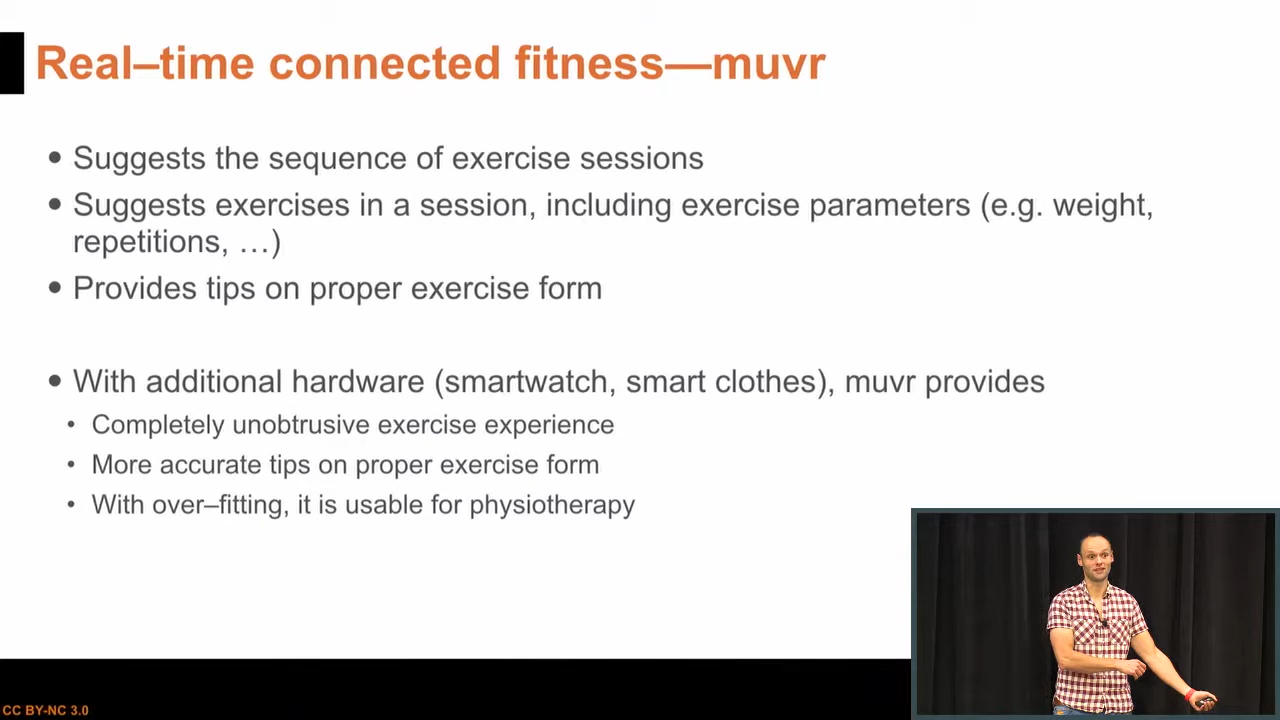 Real–time connected fitness—muvr
• Suggests the sequence of exercise sessions
• Suggests exercises in a session, including exercise parameters (e.g. weight,
repetitions, …)
• Provides tips on proper exercise form
• With additional hardware (smartwatch, smart clothes), muvr provides
• Completely unobtrusive exercise experience
• More accurate tips on proper exercise form
• With over–fitting, it is usable for physiotherapy
CC BY-NC 3.0